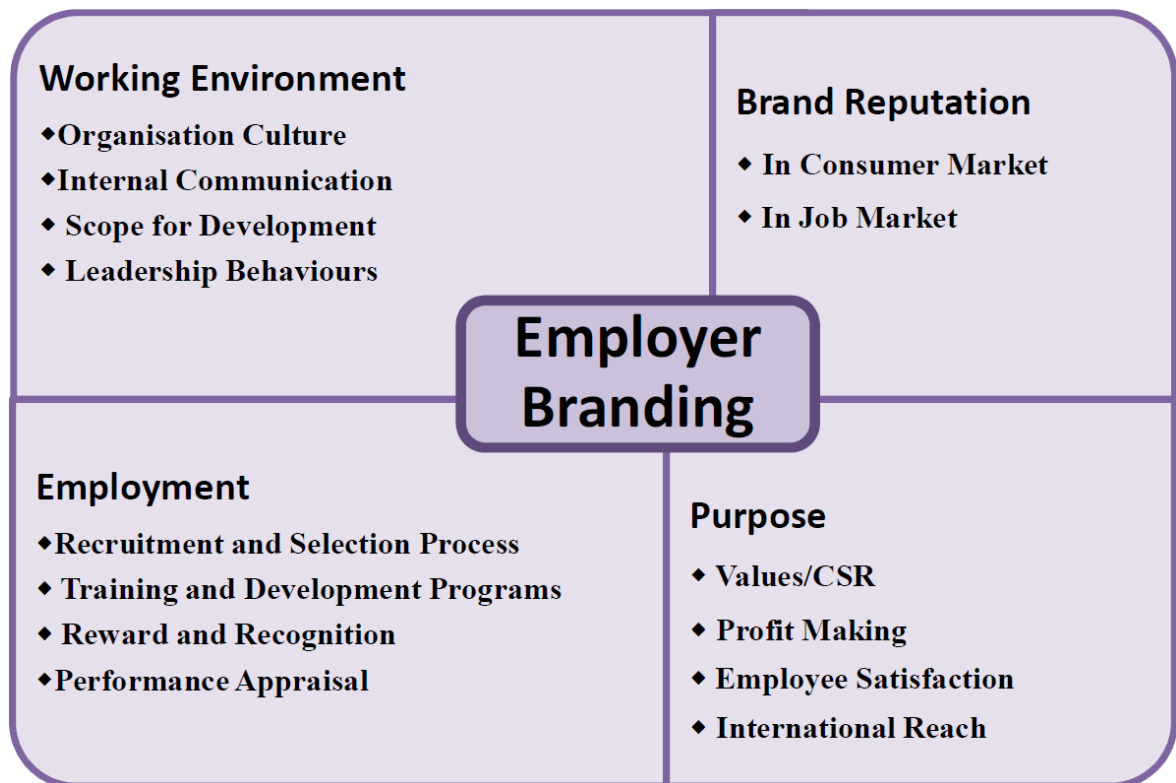 Working Environment
◆Organisation Culture
◆Internal Communication
◆ Scope for Development
◆ Leadership Behaviours
Brand Reputation
◆ In Consumer Market
◆ In Job Market
Employer
Branding
Employment
◆Recruitment and Selection Process
◆ Training and Development Programs
◆ Reward and Recognition
◆Performance Appraisal
Purpose
◆ Values/CSR
◆ Profit Making
◆ Employee Satisfaction
◆ International Reach